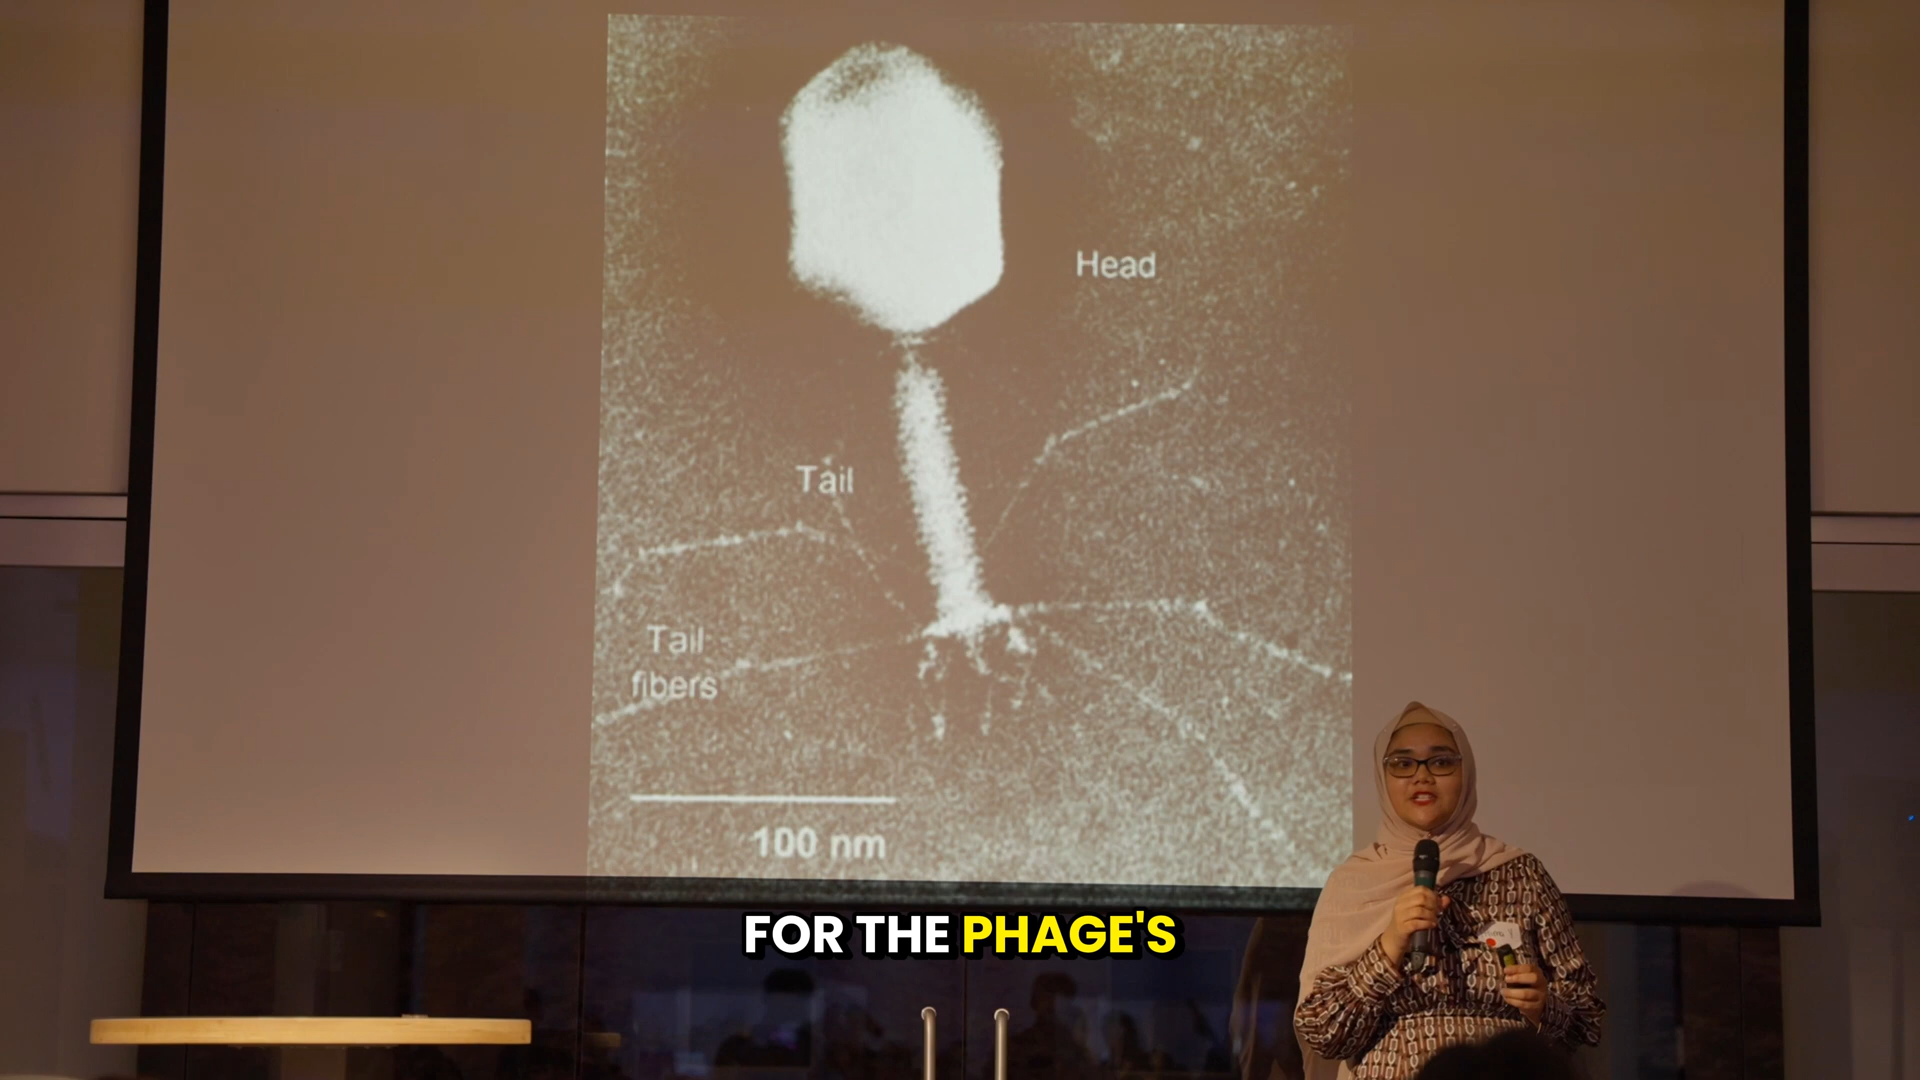 Head
Tail
Tail
fibers
100 nm
FOR THE PHAGE'S